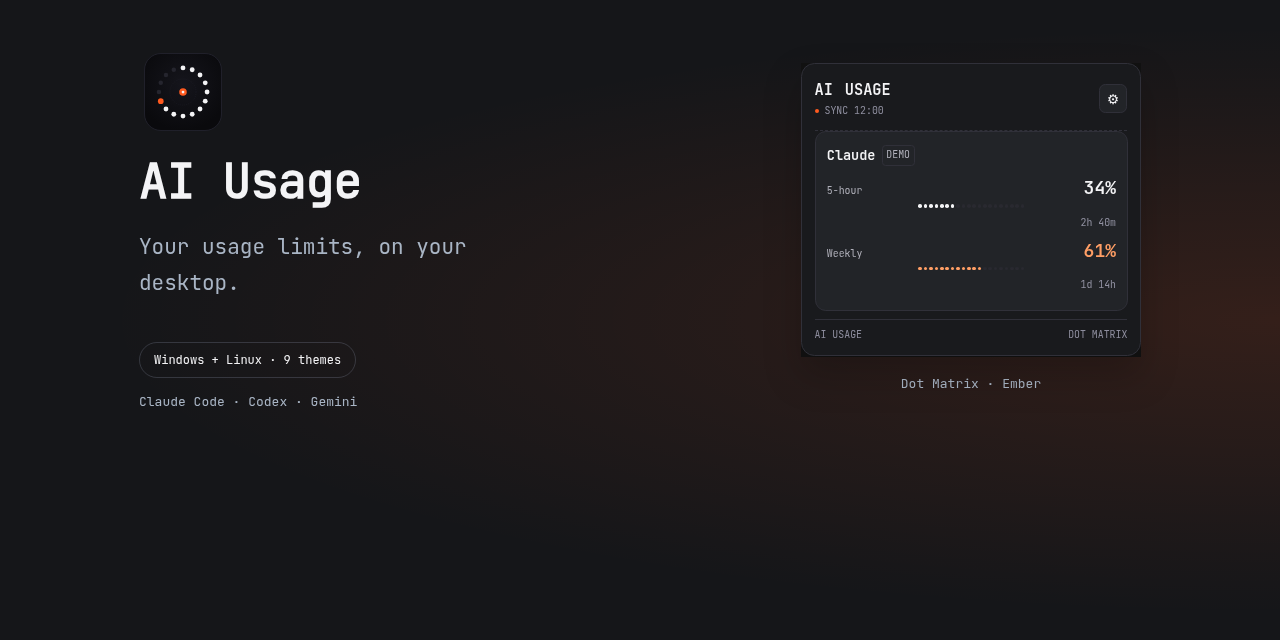 AI Usage
Your usage limits, on your
desktop.
Windows + Linux · 9 themes
Claude Code · Codex · Gemini
AI USAGE
SYNC 12:00
Claude DEMO
5-hour 34%
2h 40m
Weekly 61%
1d 14h
AI USAGE DOT MATRIX
Dot Matrix · Ember